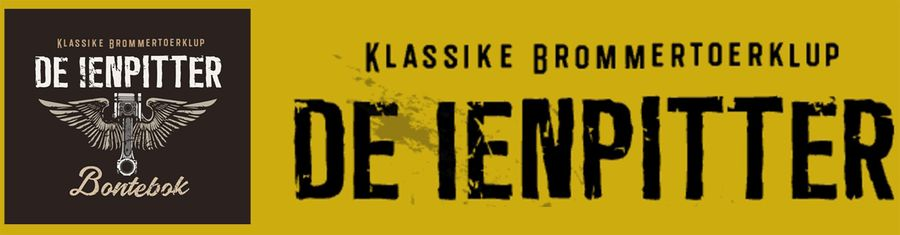 Klassike Brommertoerklup
DE IENPITTER
Bontebok
Klassike Brommertoerklup
DE IENPITTER